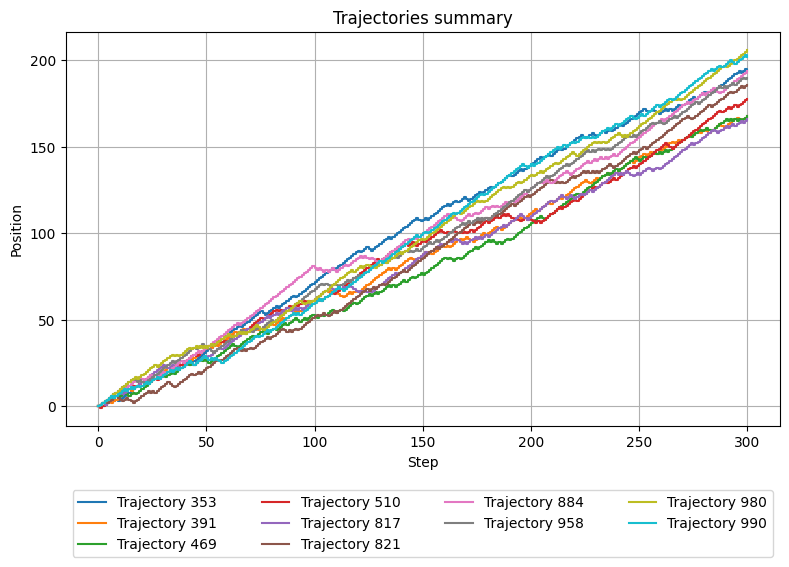 Trajectories summary
200
150
100
50
0
Position
0 50 100 150 200 250 300
Step
Trajectory 353 Trajectory 510 Trajectory 884 Trajectory 980
Trajectory 391 Trajectory 817 Trajectory 958 Trajectory 990
Trajectory 469 Trajectory 821